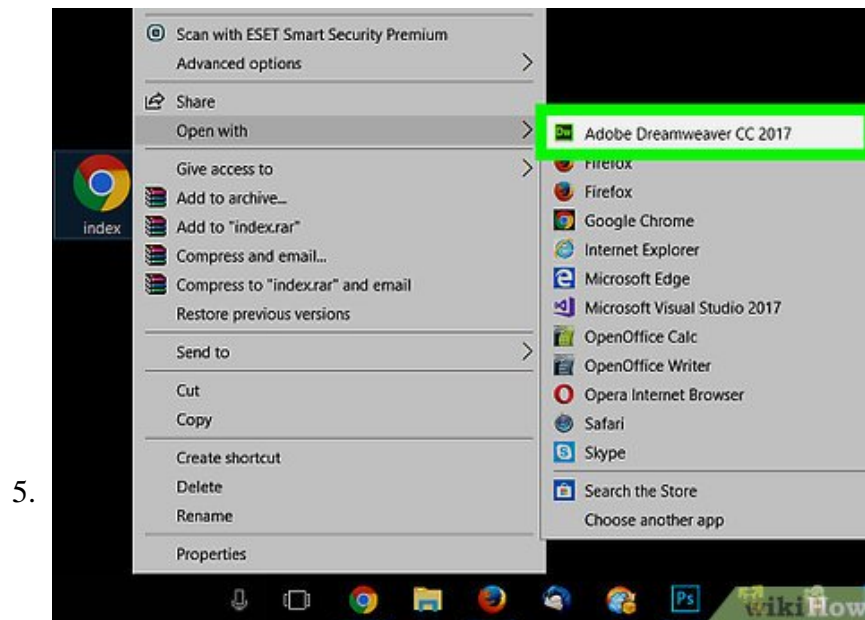 Scan with ESET Smart Security Premium
Advanced options
Share
Open with
Give access to
Add to archive...
Add to "index.rar"
Compress and email...
Compress to "index.rar" and email
Restore previous versions
Send to
Cut
Copy
Create shortcut
Delete
Rename
Properties
index
Dw Adobe Dreamweaver CC 2017
Firefox
Firefox
Google Chrome
Internet Explorer
Microsoft Edge
Microsoft Visual Studio 2017
OpenOffice Calc
OpenOffice Writer
Opera Internet Browser
Safari
Skype
Search the Store
Choose another app
5.
Ps
wikiHow